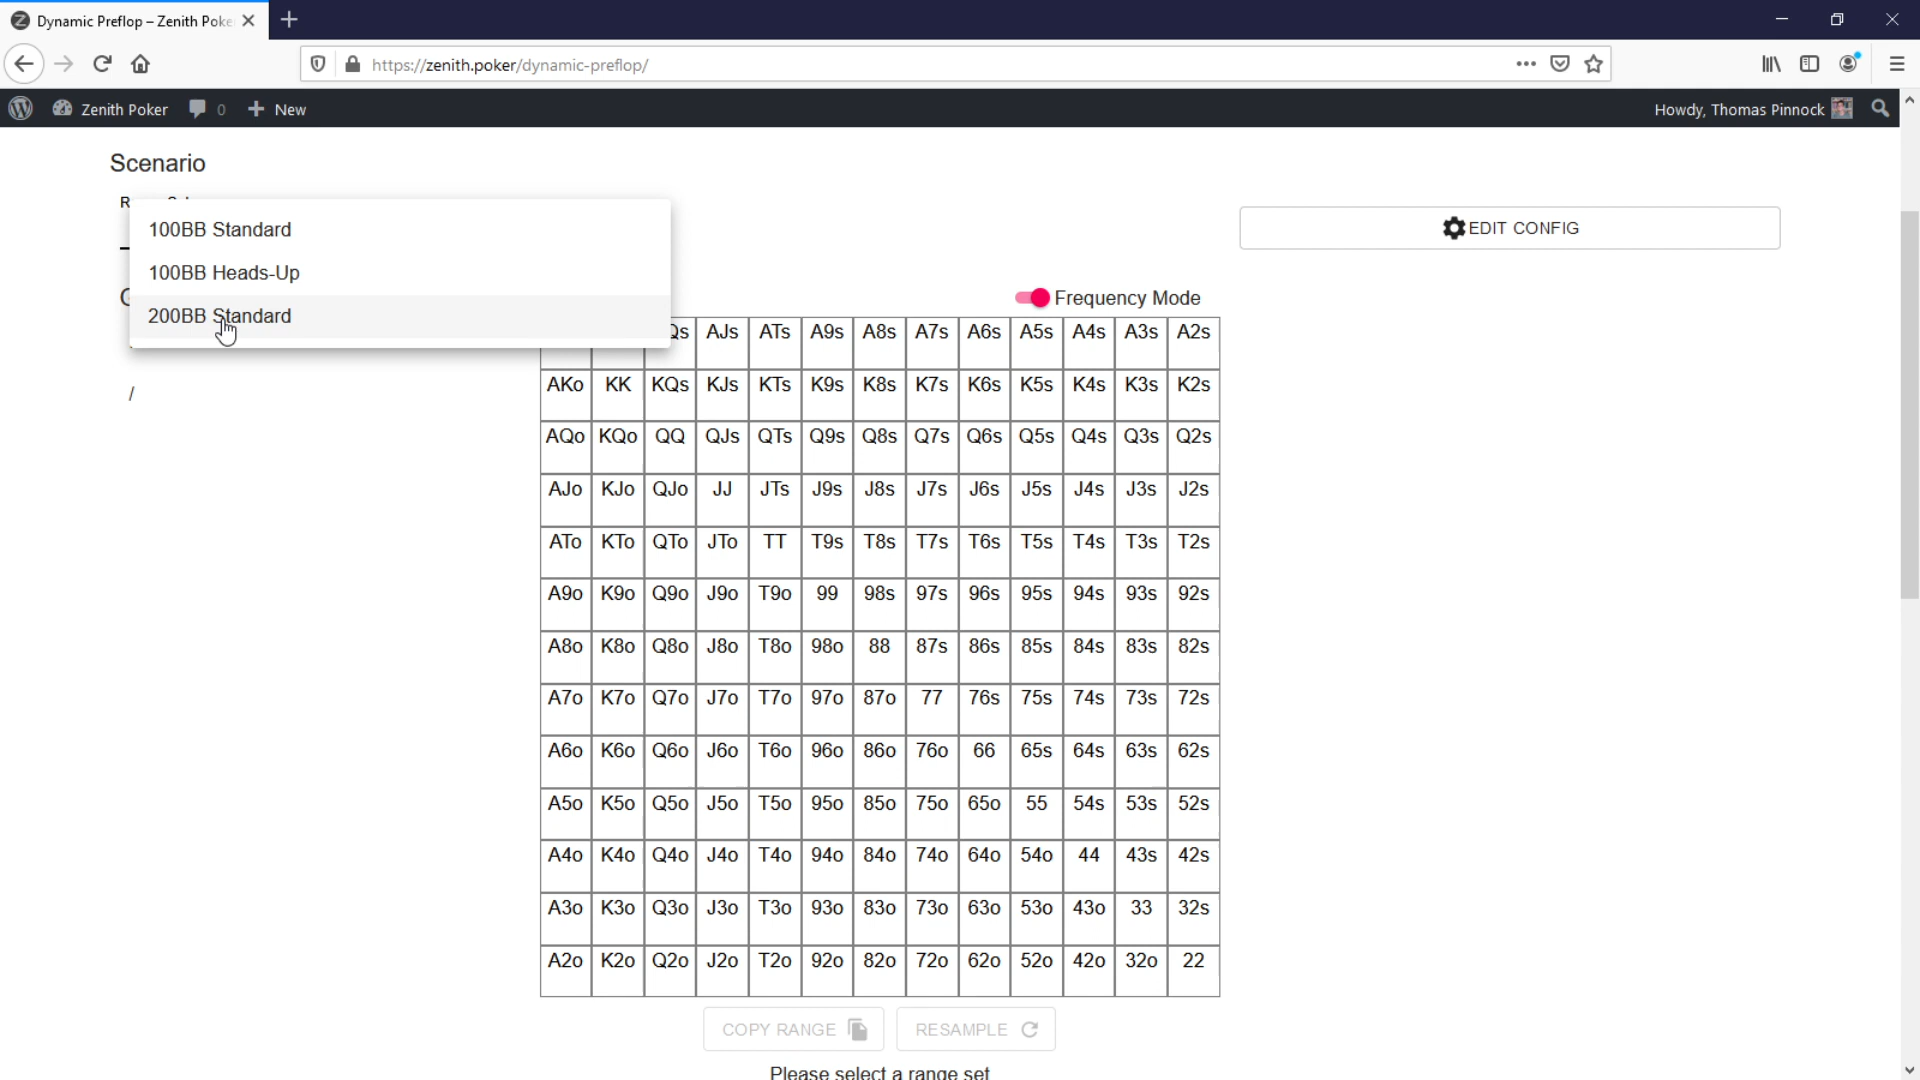 Dynamic Preflop – Zenith Poke
https://zenith.poker/dynamic-preflop/
Zenith Poker 0 New
Howdy, Thomas Pinnock
Scenario
100BB Standard
100BB Heads-Up
200BB Standard
/
EDIT CONFIG
Frequency Mode
Qs AJs ATs A9s A8s A7s A6s A5s A4s A3s A2s
AKo KK KQs KJs KTs K9s K8s K7s K6s K5s K4s K3s K2s
AQo KQo QQ QJs QTs Q9s Q8s Q7s Q6s Q5s Q4s Q3s Q2s
AJo KJo QJo JJ JTs J9s J8s J7s J6s J5s J4s J3s J2s
ATo KTo QTo JTo TT T9s T8s T7s T6s T5s T4s T3s T2s
A9o K9o Q9o J9o T9o 99 98s 97s 96s 95s 94s 93s 92s
A8o K8o Q8o J8o T8o 98o 88 87s 86s 85s 84s 83s 82s
A7o K7o Q7o J7o T7o 97o 87o 77 76s 75s 74s 73s 72s
A6o K6o Q6o J6o T6o 96o 86o 76o 66 65s 64s 63s 62s
A5o K5o Q5o J5o T5o 95o 85o 75o 65o 55 54s 53s 52s
A4o K4o Q4o J4o T4o 94o 84o 74o 64o 54o 44 43s 42s
A3o K3o Q3o J3o T3o 93o 83o 73o 63o 53o 43o 33 32s
A2o K2o Q2o J2o T2o 92o 82o 72o 62o 52o 42o 32o 22
COPY RANGE RESAMPLE
Please select a range set